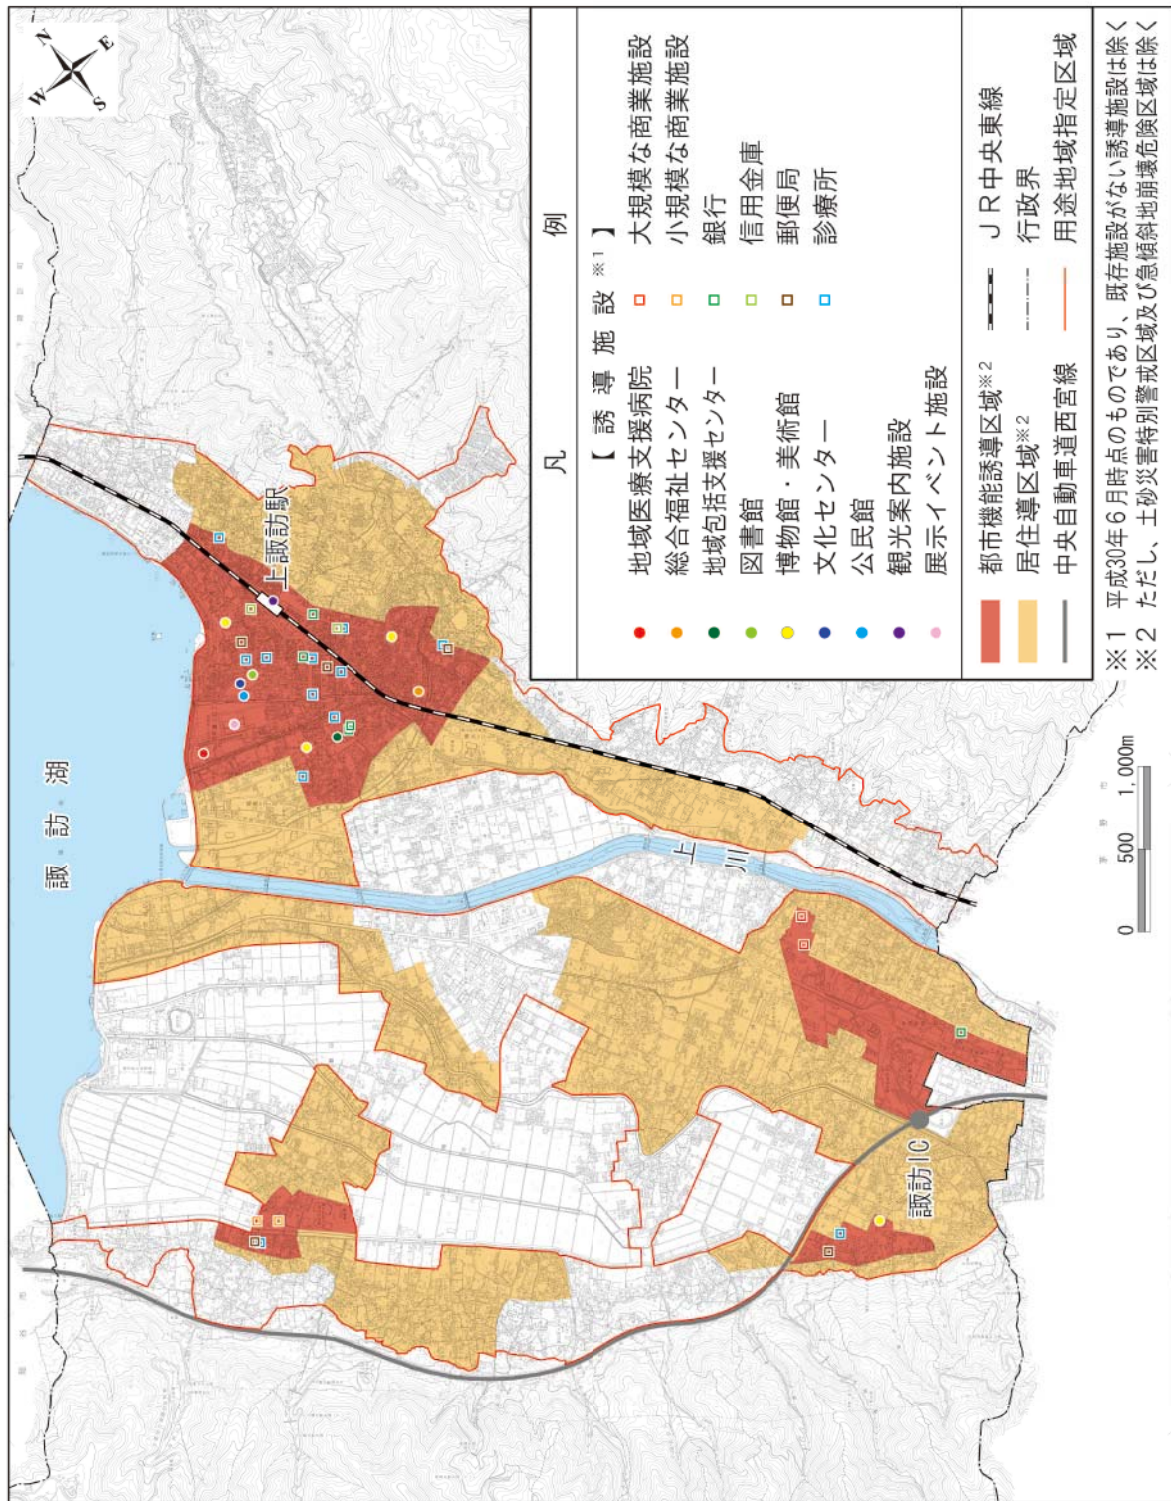 N
E
S
W
諏訪湖
上諏訪駅
上川
諏訪IC
凡例
【誘導施設※1】
地域医療支援病院
総合福祉センター
地域包括支援センター
図書館
博物館・美術館
文化センター
公民館
観光案内施設
展示イベント施設
大規模な商業施設
小規模な商業施設
銀行
信用金庫
郵便局
診療所
都市機能誘導区域※2
居住誘導区域※2
中央自動車道西宮線
JR中央東線
行政界
用途地域指定区域
※1 平成30年6月時点のものであり、既存施設がない誘導施設は除く
※2 ただし、土砂災害特別警戒区域及び急傾斜地崩壊危険区域は除く
0 500 1,000m
茅野市